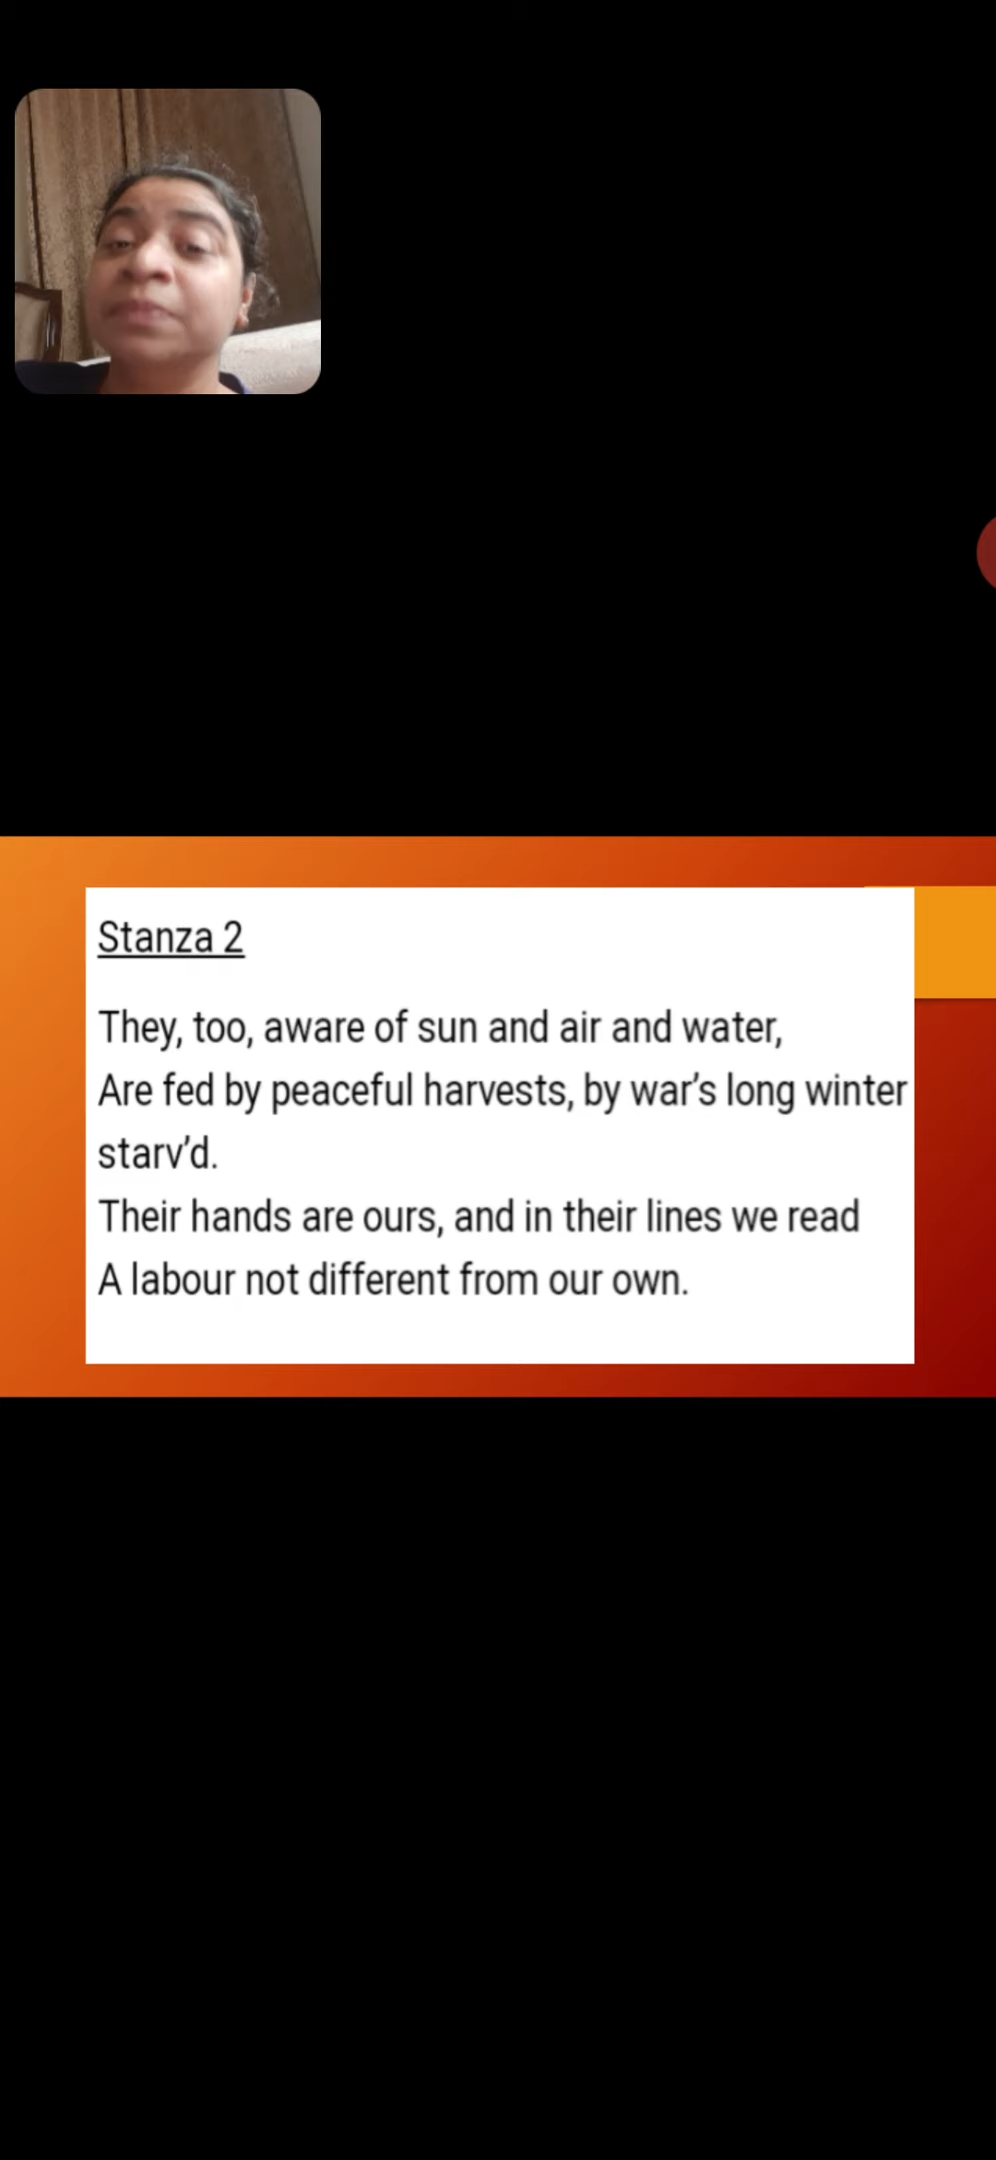 Stanza 2
They, too, aware of sun and air and water,
Are fed by peaceful harvests, by war’s long winter
starv’d.
Their hands are ours, and in their lines we read
A labour not different from our own.